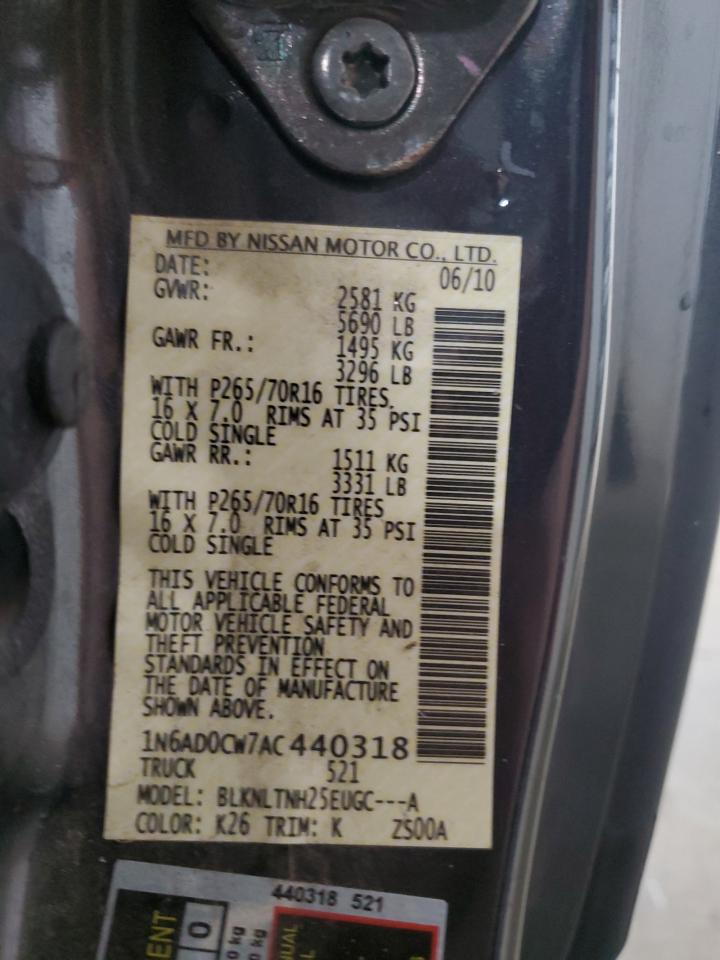 MFD BY NISSAN MOTOR CO., LTD.
DATE: 06/10
GVWR: 2581 KG
5690 LB
GAWR FR.: 1495 KG
3296 LB
WITH P265/70R16 TIRES,
16 X 7.0 RIMS AT 35 PSI
COLD SINGLE
GAWR RR.: 1511 KG
3331 LB
WITH P265/70R16 TIRES
16 X 7.0 RIMS AT 35 PSI
COLD SINGLE
THIS VEHICLE CONFORMS TO
ALL APPLICABLE FEDERAL
MOTOR VEHICLE SAFETY AND
THEFT PREVENTION
STANDARDS IN EFFECT ON
THE DATE OF MANUFACTURE
SHOWN ABOVE.
1N6AD0CW7AC440318
TRUCK 521
MODEL: BLKNLTNH25EUGC---A
COLOR: K26 TRIM: K ZS00A
440318 521